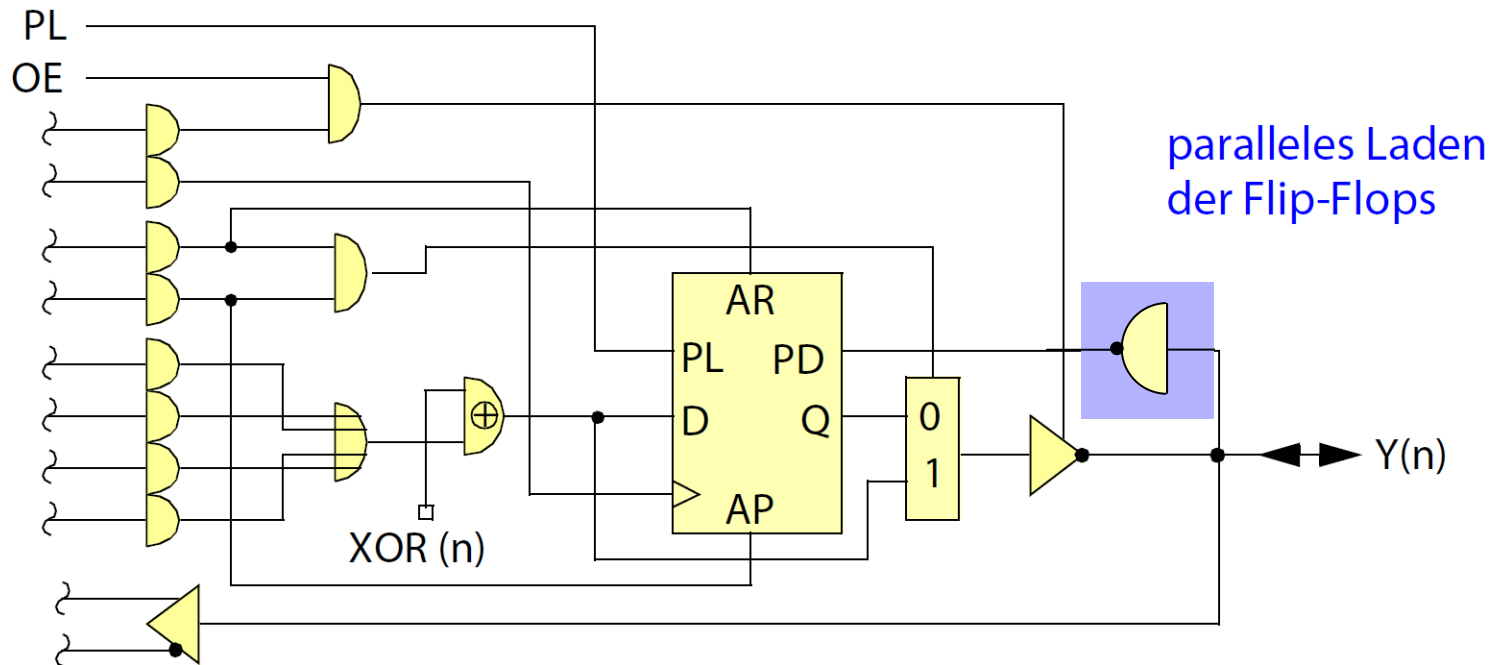 PL
OE
paralleles Laden
der Flip-Flops
AR
PL PD
D Q
AP
0
1
XOR (n)
Y(n)